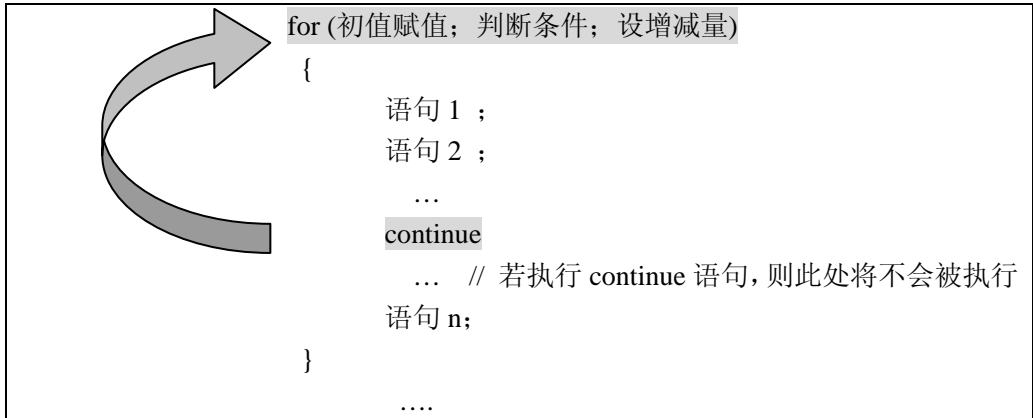 for (初值赋值；判断条件；设增减量)
{
语句 1 ；
语句 2 ；
…
continue
… // 若执行 continue 语句，则此处将不会被执行
语句 n；
}
….